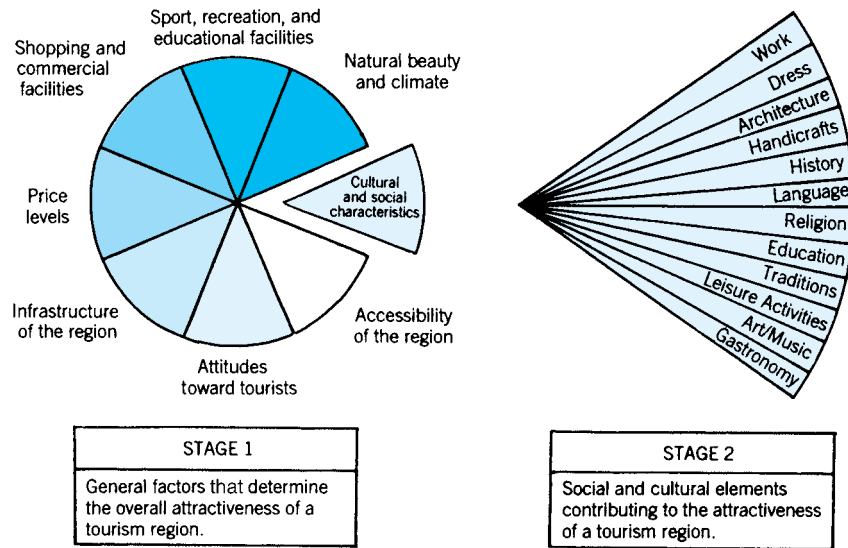 Sport, recreation, and
educational facilities
Shopping and
commercial
facilities
Natural beauty
and climate
Cultural
and social
characteristics
Price
levels
Infrastructure
of the region
Attitudes
toward tourists
Accessibility
of the region
STAGE 1
General factors that determine
the overall attractiveness of a
tourism region.
Work
Dress
Architecture
Handicrafts
History
Language
Religion
Education
Traditions
Leisure Activities
Art/Music
Gastronomy
STAGE 2
Social and cultural elements
contributing to the attractiveness
of a tourism region.